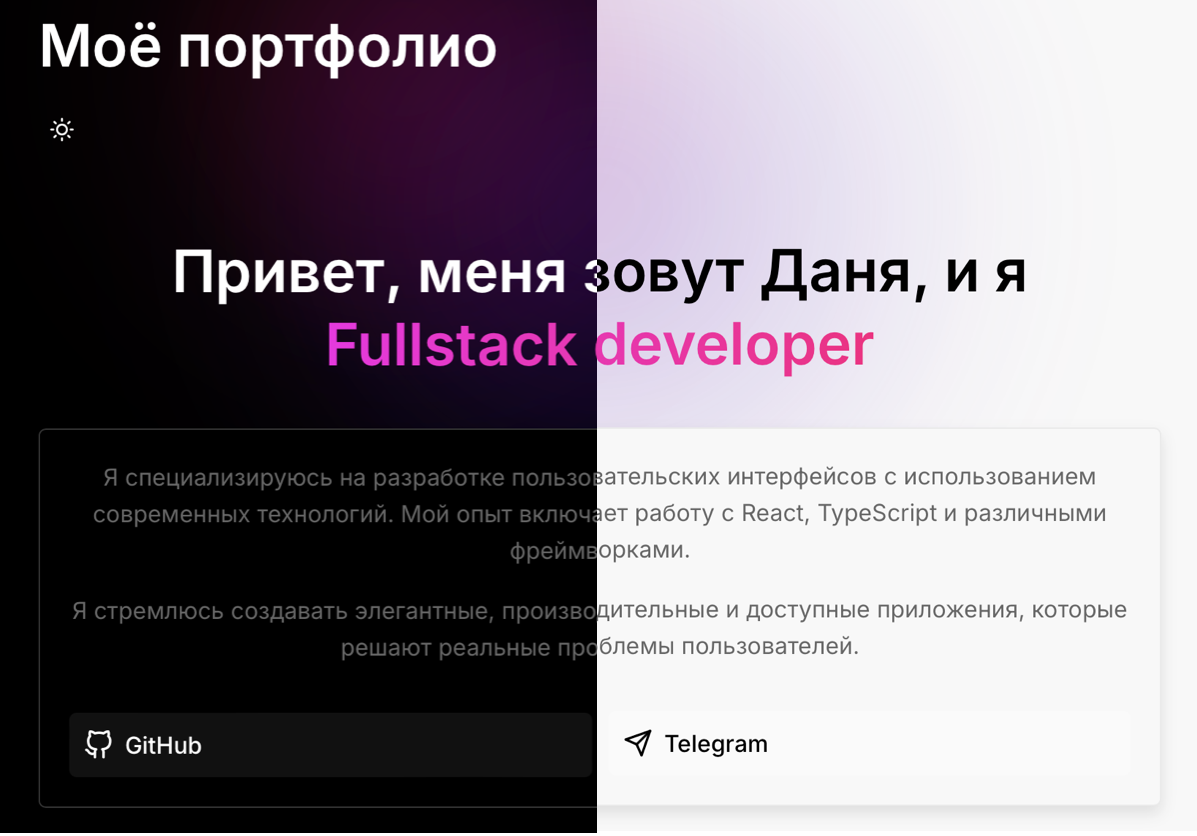 Моё портфолио
Привет, меня зовут Даня, и я
Fullstack developer
Я специализируюсь на разработке пользовательских интерфейсов с использованием
современных технологий. Мой опыт включает работу с React, TypeScript и различными
фреймворками.
Я стремлюсь создавать элегантные, производительные и доступные приложения, которые
решают реальные проблемы пользователей.
GitHub
Telegram